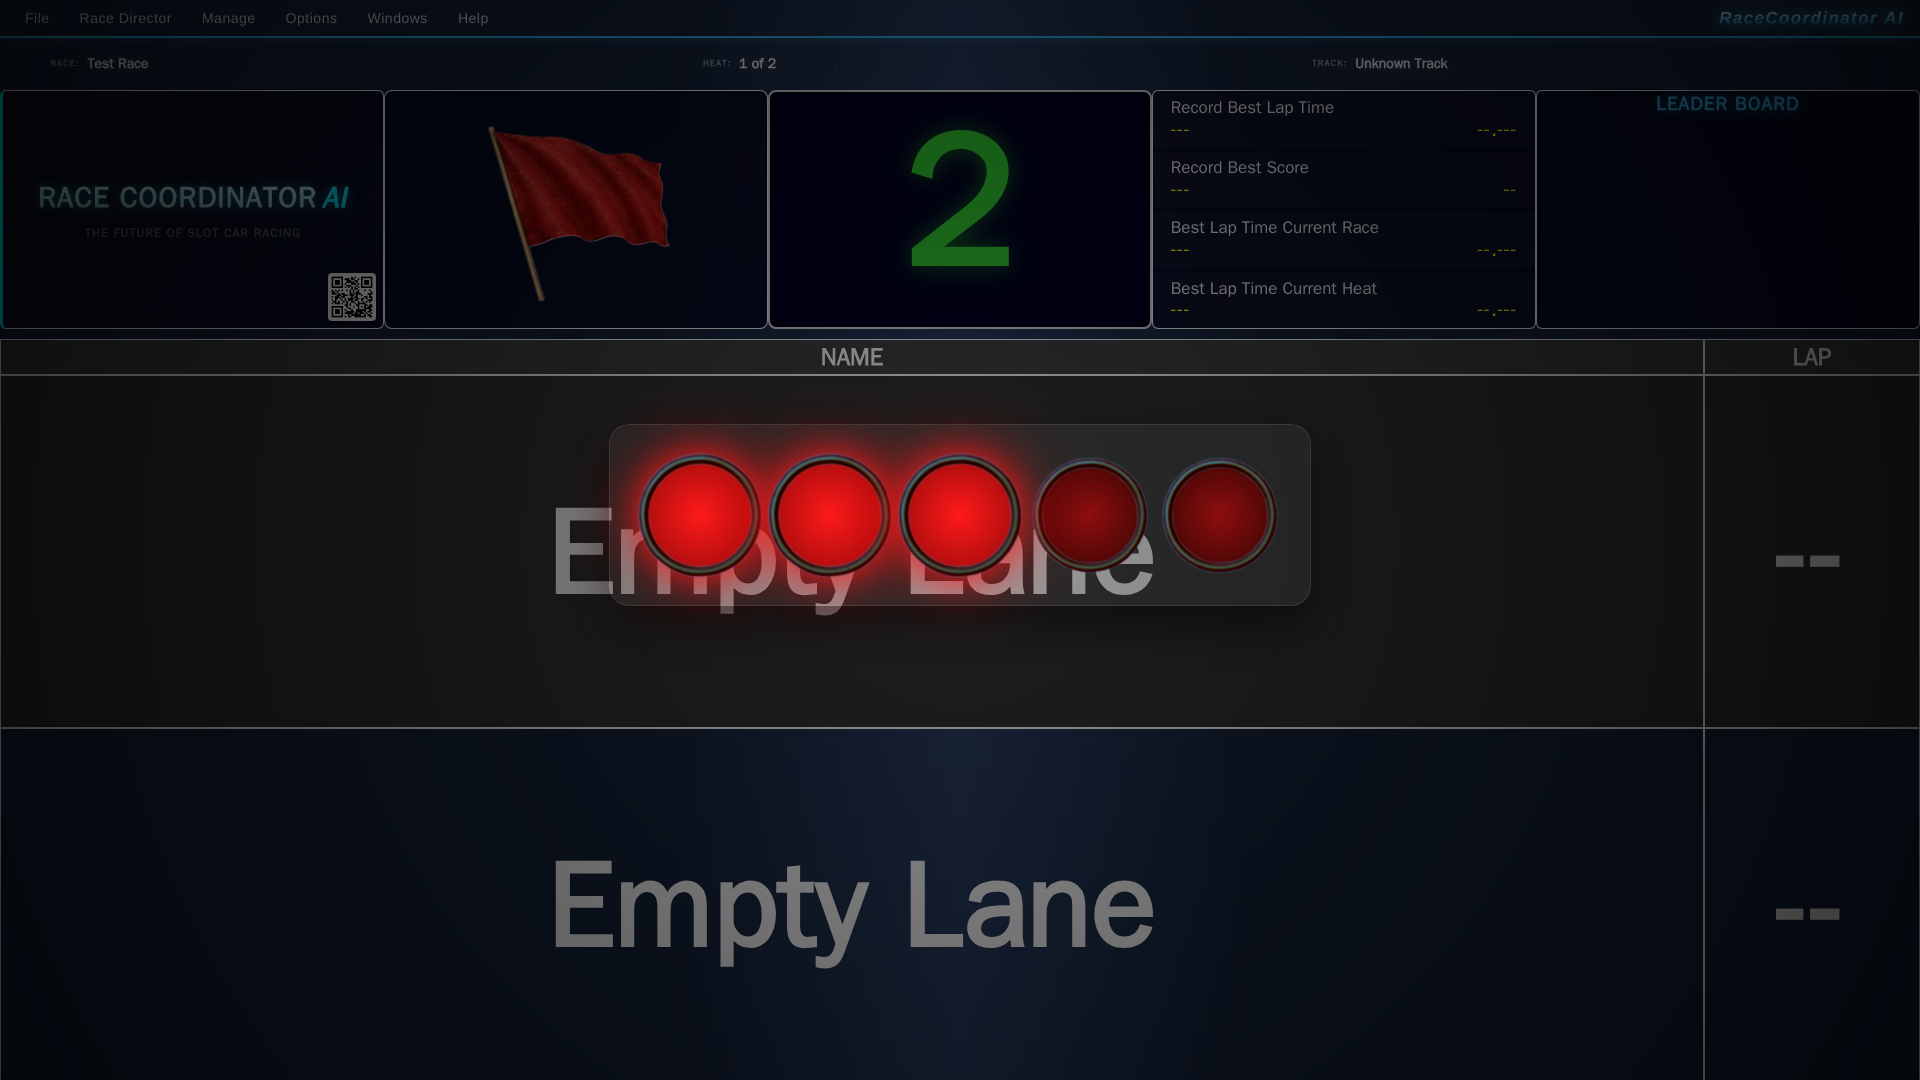 File Race Director Manage Options Windows Help RaceCoordinator AI
RACE: Test Race HEAT: 1 of 2 TRACK: Unknown Track
RACE COORDINATOR AI
THE FUTURE OF SLOT CAR RACING
2
Record Best Lap Time
--- --.---
Record Best Score
--- --
Best Lap Time Current Race
--- --.---
Best Lap Time Current Heat
--- --.---
LEADER BOARD
NAME LAP
Empty Lane --
Empty Lane --